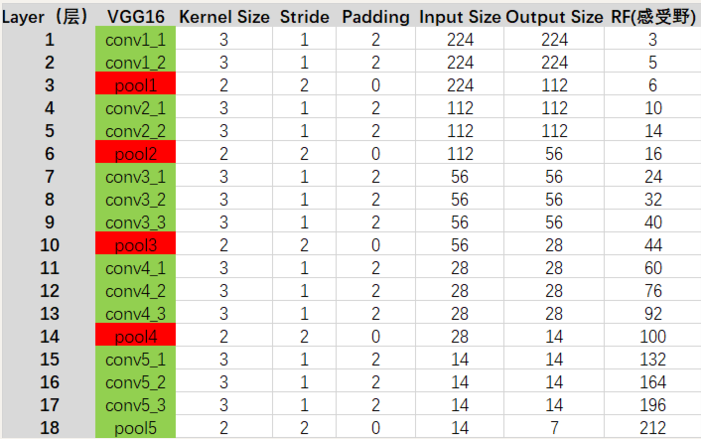 Layer（层） VGG16 Kernel Size Stride Padding Input Size Output Size RF(感受野)
1 conv1_1 3 1 2 224 224 3
2 conv1_2 3 1 2 224 224 5
3 pool1 2 2 0 224 112 6
4 conv2_1 3 1 2 112 112 10
5 conv2_2 3 1 2 112 112 14
6 pool2 2 2 0 112 56 16
7 conv3_1 3 1 2 56 56 24
8 conv3_2 3 1 2 56 56 32
9 conv3_3 3 1 2 56 56 40
10 pool3 2 2 0 56 28 44
11 conv4_1 3 1 2 28 28 60
12 conv4_2 3 1 2 28 28 76
13 conv4_3 3 1 2 28 28 92
14 pool4 2 2 0 28 14 100
15 conv5_1 3 1 2 14 14 132
16 conv5_2 3 1 2 14 14 164
17 conv5_3 3 1 2 14 14 196
18 pool5 2 2 0 14 7 212